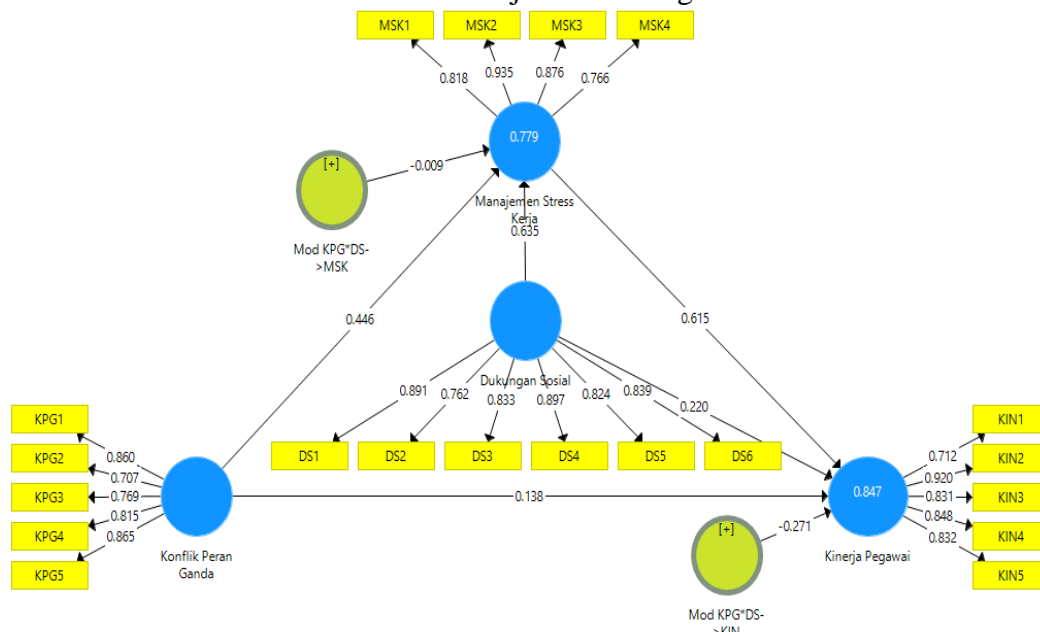 MSK1 MSK2 MSK3 MSK4
0.818 0.935 0.876 0.766
0.779
[+]
-0.009
Manajemen Stress
Kerja
0.635
Mod KPG*DS-
>MSK
0.446
0.615
Dukungan Sosial
0.891 0.762 0.833 0.897 0.824 0.839 0.220
DS1 DS2 DS3 DS4 DS5 DS6
KPG1
KPG2
KPG3
KPG4
KPG5
0.860
0.707
0.769
0.815
0.865
Konflik Peran
Ganda
0.138
[+]
-0.271
Mod KPG*DS-
>KIN
0.847
Kinerja Pegawai
0.712
0.920
0.831
0.848
0.832
KIN1
KIN2
KIN3
KIN4
KIN5